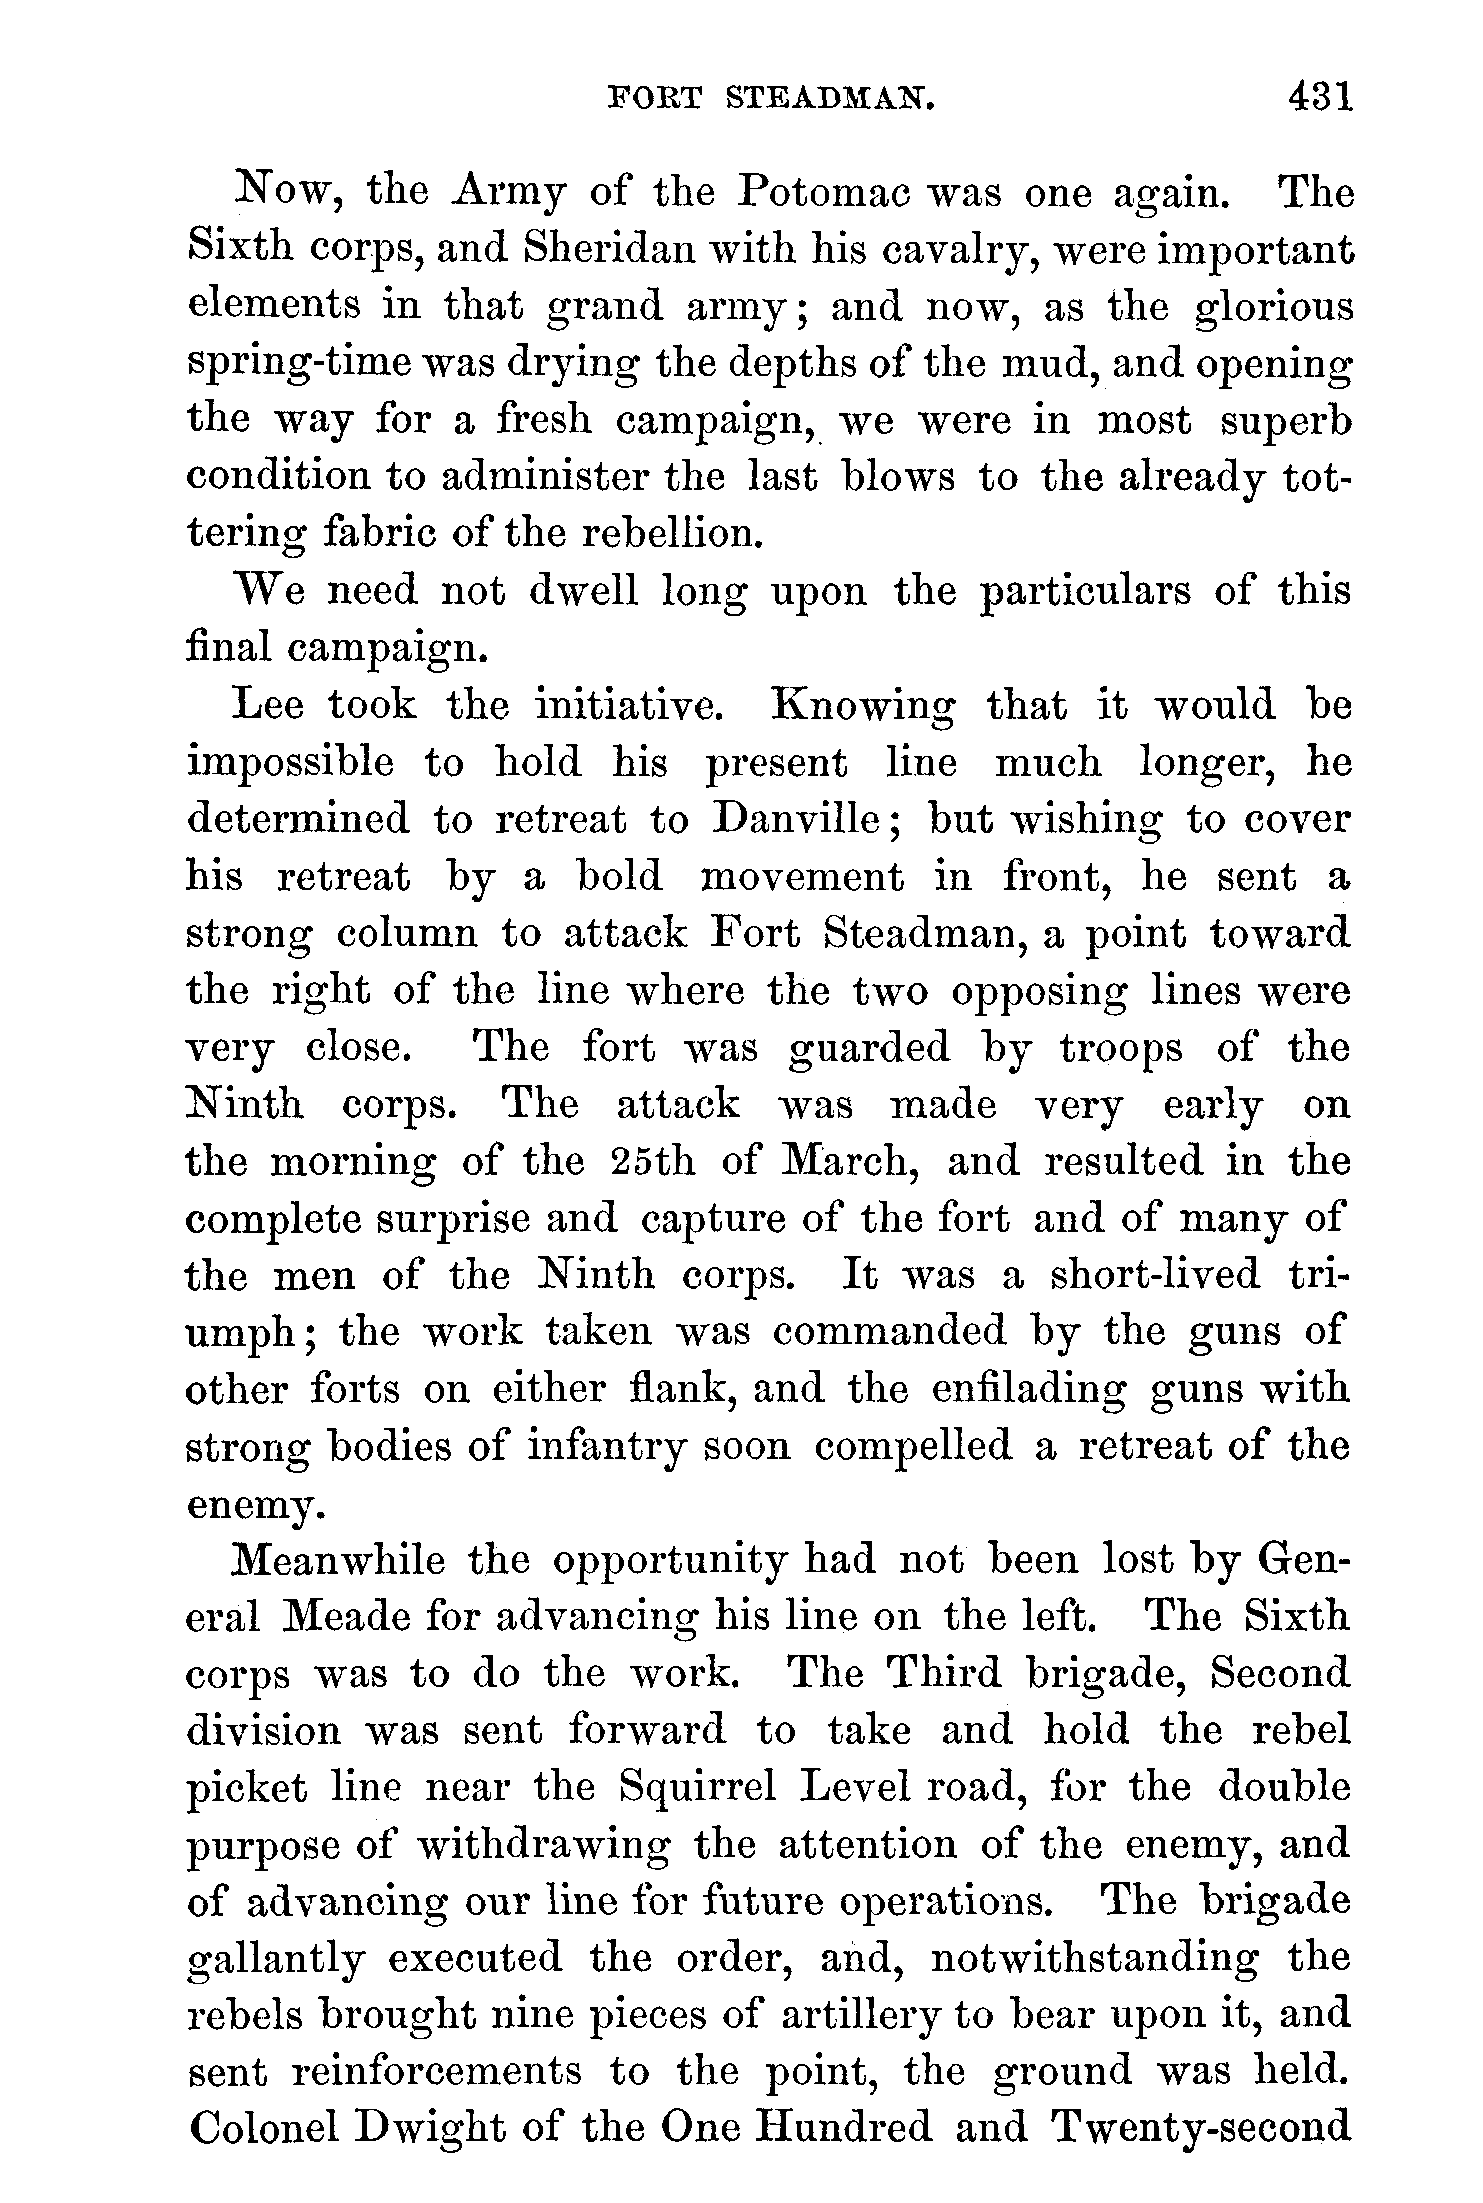 FORT STEADMAN. 431
Now, the Army of the Potomac was one again. The
Sixth corps, and Sheridan with his cavalry, were important
elements in that grand army; and now, as the glorious
spring-time was drying the depths of the mud, and opening
the way for a fresh campaign, we were in most superb
condition to administer the last blows to the already tot-
tering fabric of the rebellion.
We need not dwell long upon the particulars of this
final campaign.
Lee took the initiative. Knowing that it would be
impossible to hold his present line much longer, he
determined to retreat to Danville; but wishing to cover
his retreat by a bold movement in front, he sent a
strong column to attack Fort Steadman, a point toward
the right of the line where the two opposing lines were
very close. The fort was guarded by troops of the
Ninth corps. The attack was made very early on
the morning of the 25th of March, and resulted in the
complete surprise and capture of the fort and of many of
the men of the Ninth corps. It was a short-lived tri-
umph; the work taken was commanded by the guns of
other forts on either flank, and the enfilading guns with
strong bodies of infantry soon compelled a retreat of the
enemy.
Meanwhile the opportunity had not been lost by Gen-
eral Meade for advancing his line on the left. The Sixth
corps was to do the work. The Third brigade, Second
division was sent forward to take and hold the rebel
picket line near the Squirrel Level road, for the double
purpose of withdrawing the attention of the enemy, and
of advancing our line for future operations. The brigade
gallantly executed the order, and, notwithstanding the
rebels brought nine pieces of artillery to bear upon it, and
sent reinforcements to the point, the ground was held.
Colonel Dwight of the One Hundred and Twenty-second